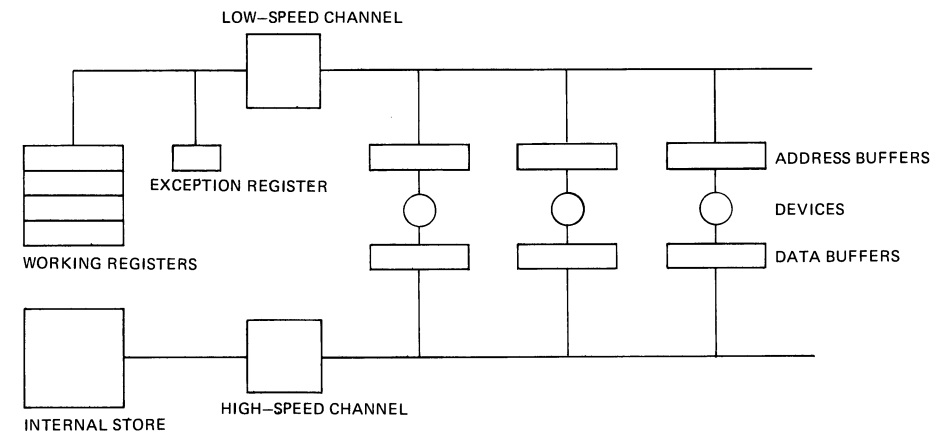 LOW–SPEED CHANNEL
ADDRESS BUFFERS
EXCEPTION REGISTER
DEVICES
WORKING REGISTERS
DATA BUFFERS
HIGH–SPEED CHANNEL
INTERNAL STORE